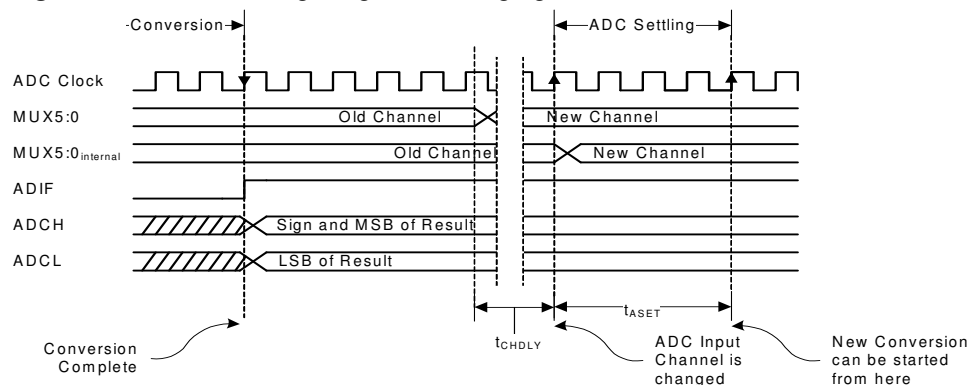 Conversion
ADC Settling
ADC Clock
MUX5:0
Old Channel
New Channel
MUX5:0internal
Old Channel
New Channel
ADIF
ADCH
Sign and MSB of Result
ADCL
LSB of Result
tCHDLY
tASET
Conversion
Complete
ADC Input
Channel is
changed
New Conversion
can be started
from here